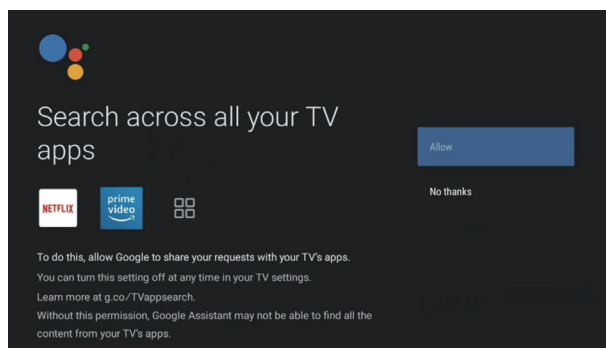 Search across all your TV
apps
Allow
No thanks
NETFLIX
prime
video
To do this, allow Google to share your requests with your TV's apps.
You can turn this setting off at any time in your TV settings.
Learn more at g.co/TVappsearch.
Without this permission, Google Assistant may not be able to find all the
content from your TV's apps.